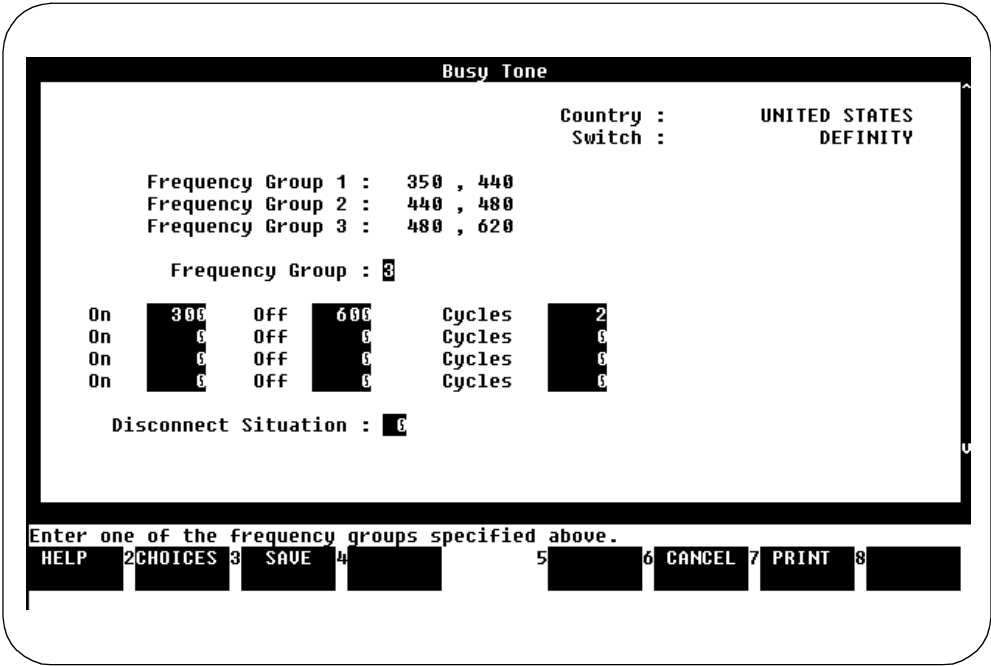 Busy Tone
^
Country : UNITED STATES
Switch : DEFINITY
Frequency Group 1 : 350 , 440
Frequency Group 2 : 440 , 480
Frequency Group 3 : 480 , 620
Frequency Group : 3
On 300 Off 600 Cycles 2
On 0 Off 0 Cycles 0
On 0 Off 0 Cycles 0
On 0 Off 0 Cycles 0
Disconnect Situation : 0
v
Enter one of the frequency groups specified above.
HELP 2CHOICES 3 SAVE 4 5 6 CANCEL 7 PRINT 8